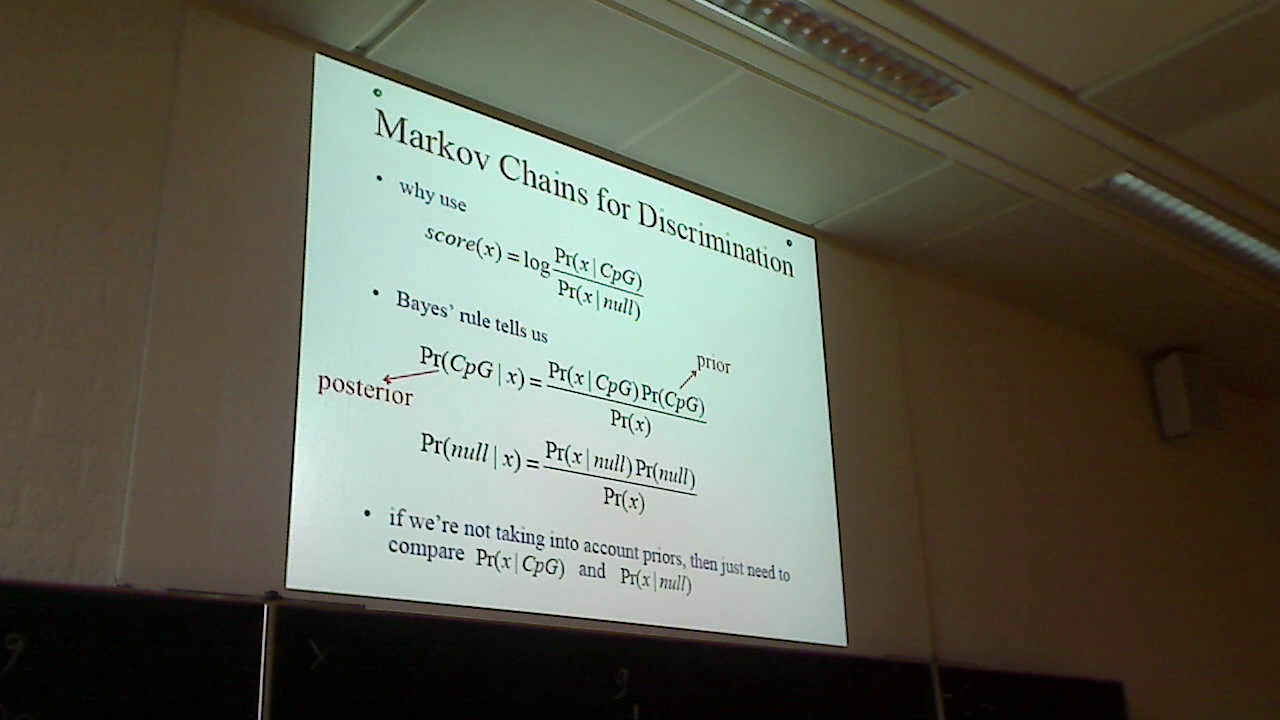 Markov Chains for Discrimination
• why use
score(x) = log Pr(x | CpG) / Pr(x | null)
• Bayes' rule tells us
Pr(CpG | x) = Pr(x | CpG) Pr(CpG) / Pr(x)
prior
posterior
Pr(null | x) = Pr(x | null) Pr(null) / Pr(x)
• if we're not taking into account priors, then just need to
compare Pr(x | CpG) and Pr(x | null)